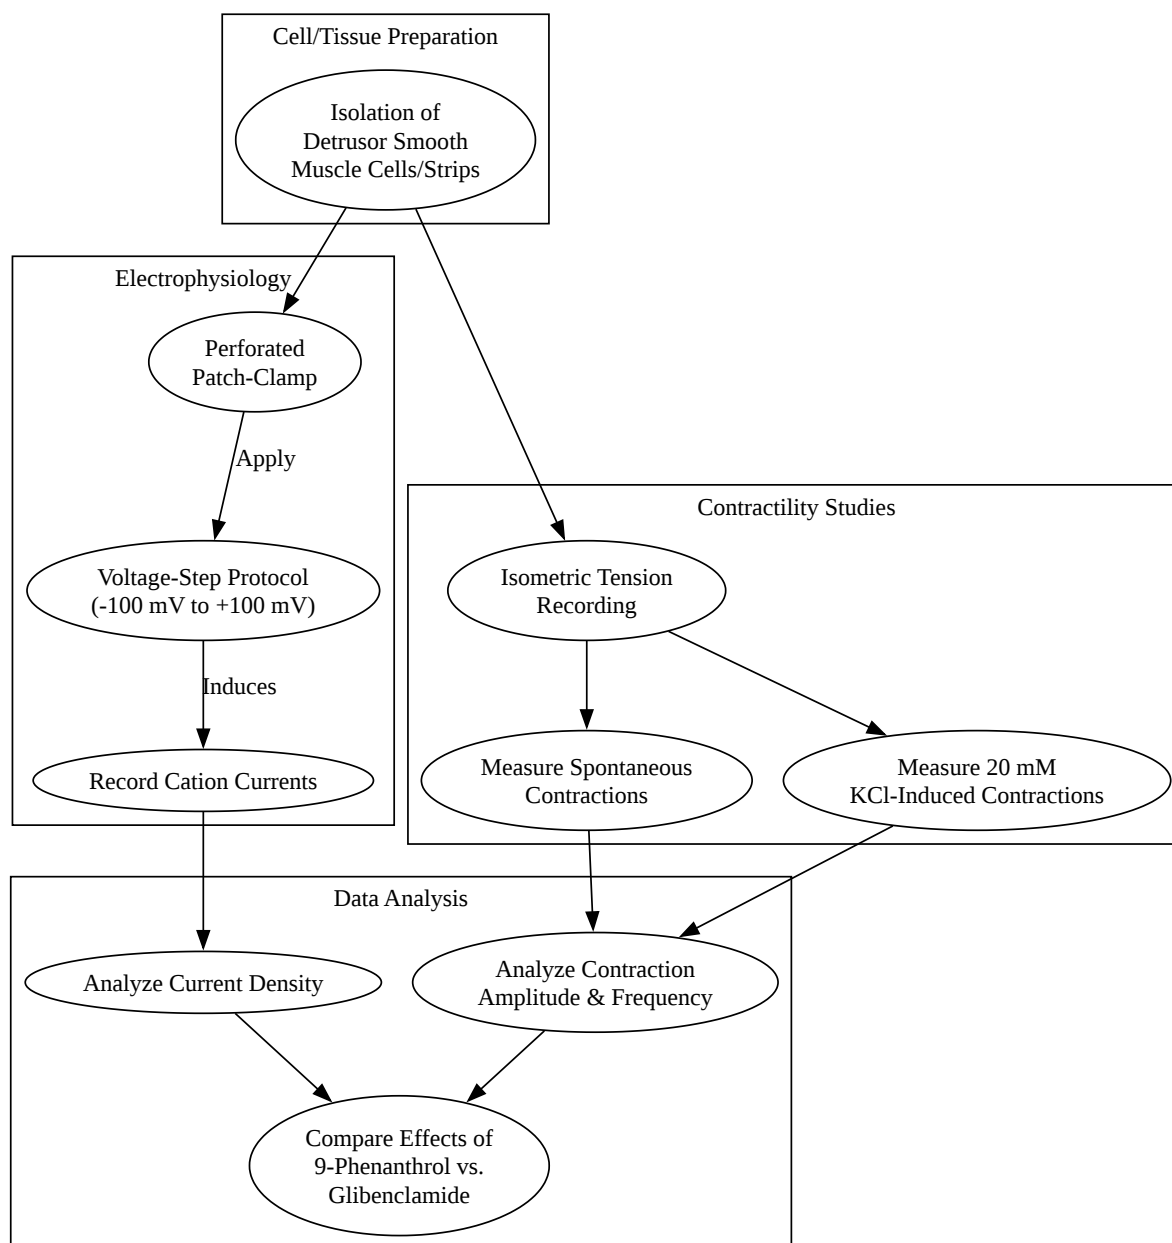 Cell/Tissue Preparation
Isolation of
Detrusor Smooth
Muscle Cells/Strips
Electrophysiology
Perforated
Patch-Clamp
Apply
Voltage-Step Protocol
(-100 mV to +100 mV)
Induces
Record Cation Currents
Contractility Studies
Isometric Tension
Recording
Measure Spontaneous
Contractions
Measure 20 mM
KCl-Induced Contractions
Data Analysis
Analyze Current Density
Analyze Contraction
Amplitude & Frequency
Compare Effects of
9-Phenanthrol vs.
Glibenclamide